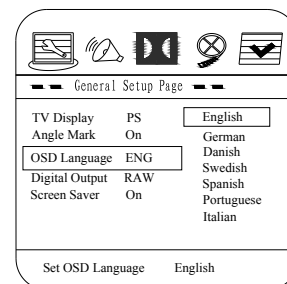 General Setup Page
TV Display PS
Angle Mark On
OSD Language ENG
Digital Output RAW
Screen Saver On
English
German
Danish
Swedish
Spanish
Portuguese
Italian
Set OSD Language English